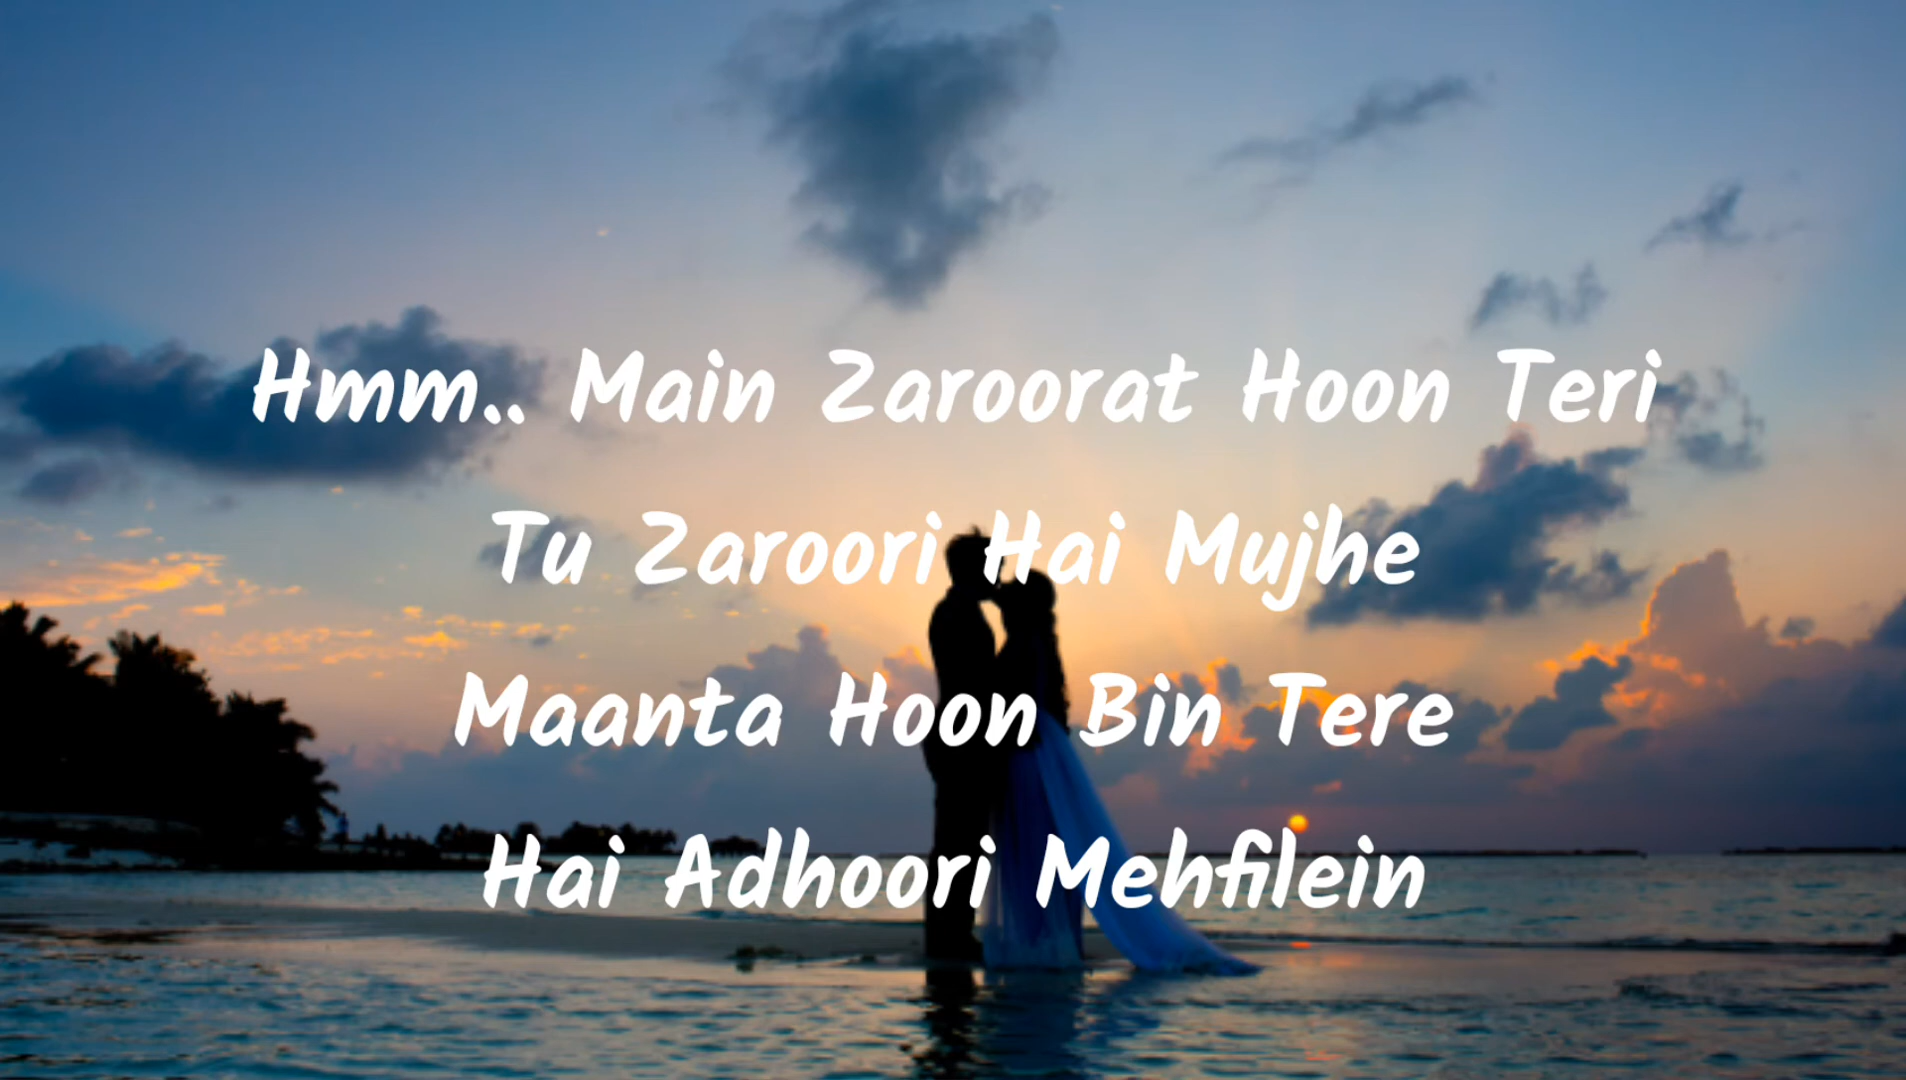 Hmm.. Main Zaroorat Hoon Teri
Tu Zaroori Hai Mujhe
Maanta Hoon Bin Tere
Hai Adhoori Mehfilein